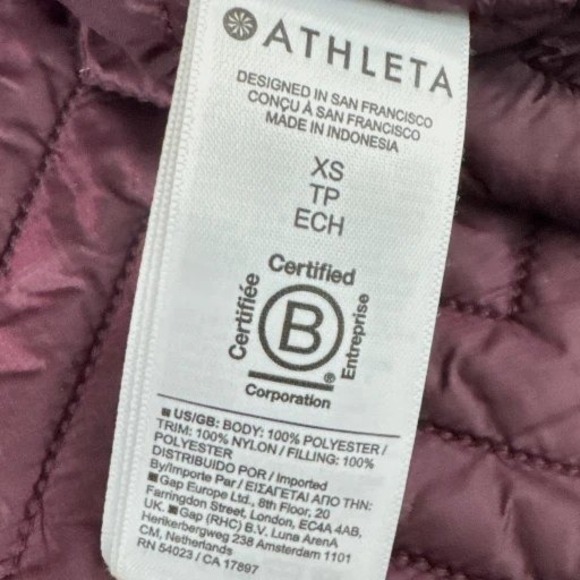 ATHLETA
DESIGNED IN SAN FRANCISCO
CONÇU À SAN FRANCISCO
MADE IN INDONESIA
XS
TP
ECH
Certified
Certifiée
B
Entreprise
®
Corporation
■ US/GB: BODY: 100% POLYESTER /
TRIM: 100% NYLON / FILLING: 100%
POLYESTER
DISTRIBUIDO POR / Imported
By/Importe Par / ΕΙΣΑΓΕΤΑΙ ΑΠΟ ΤΗΝ:
■Gap Europe Ltd., 8th Floor, 20
Farringdon Street, London, EC4A 4AB,
UK. ■Gap (RHC) B.V. Luna ArenA
Herikerbergweg 238 Amsterdam 1101
CM, Netherlands
RN 54023 / CA 17897